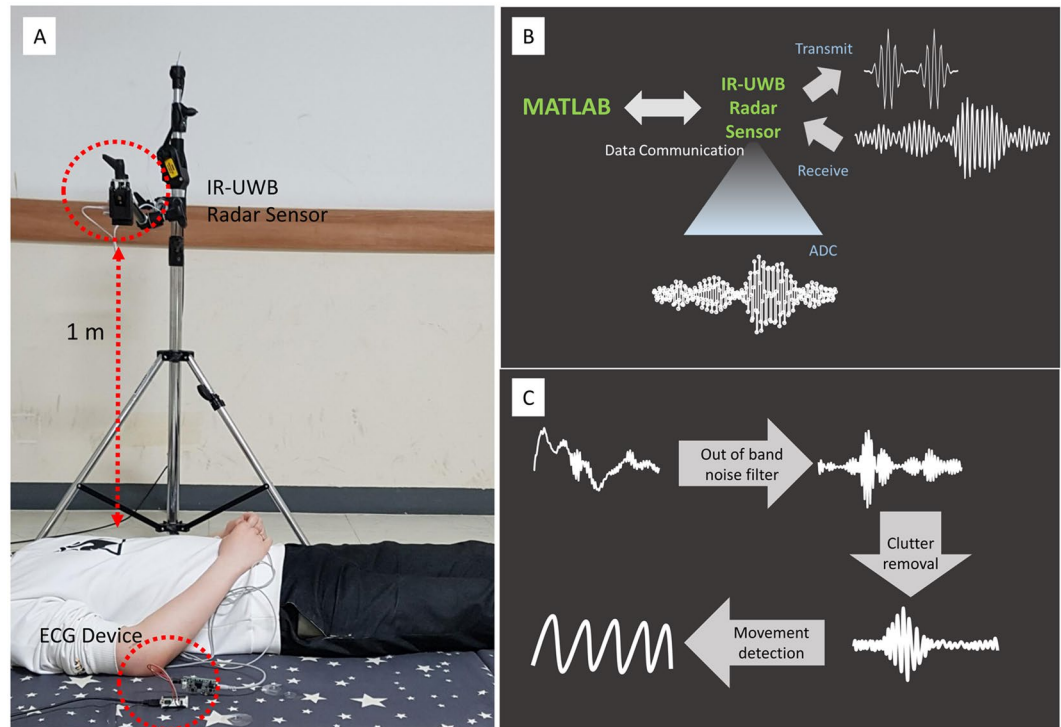 A
IR-UWB
Radar Sensor
1 m
ECG Device
B
Transmit
MATLAB
IR-UWB
Radar
Sensor
Data Communication
Receive
ADC
C
Out of band
noise filter
Clutter
removal
Movement
detection